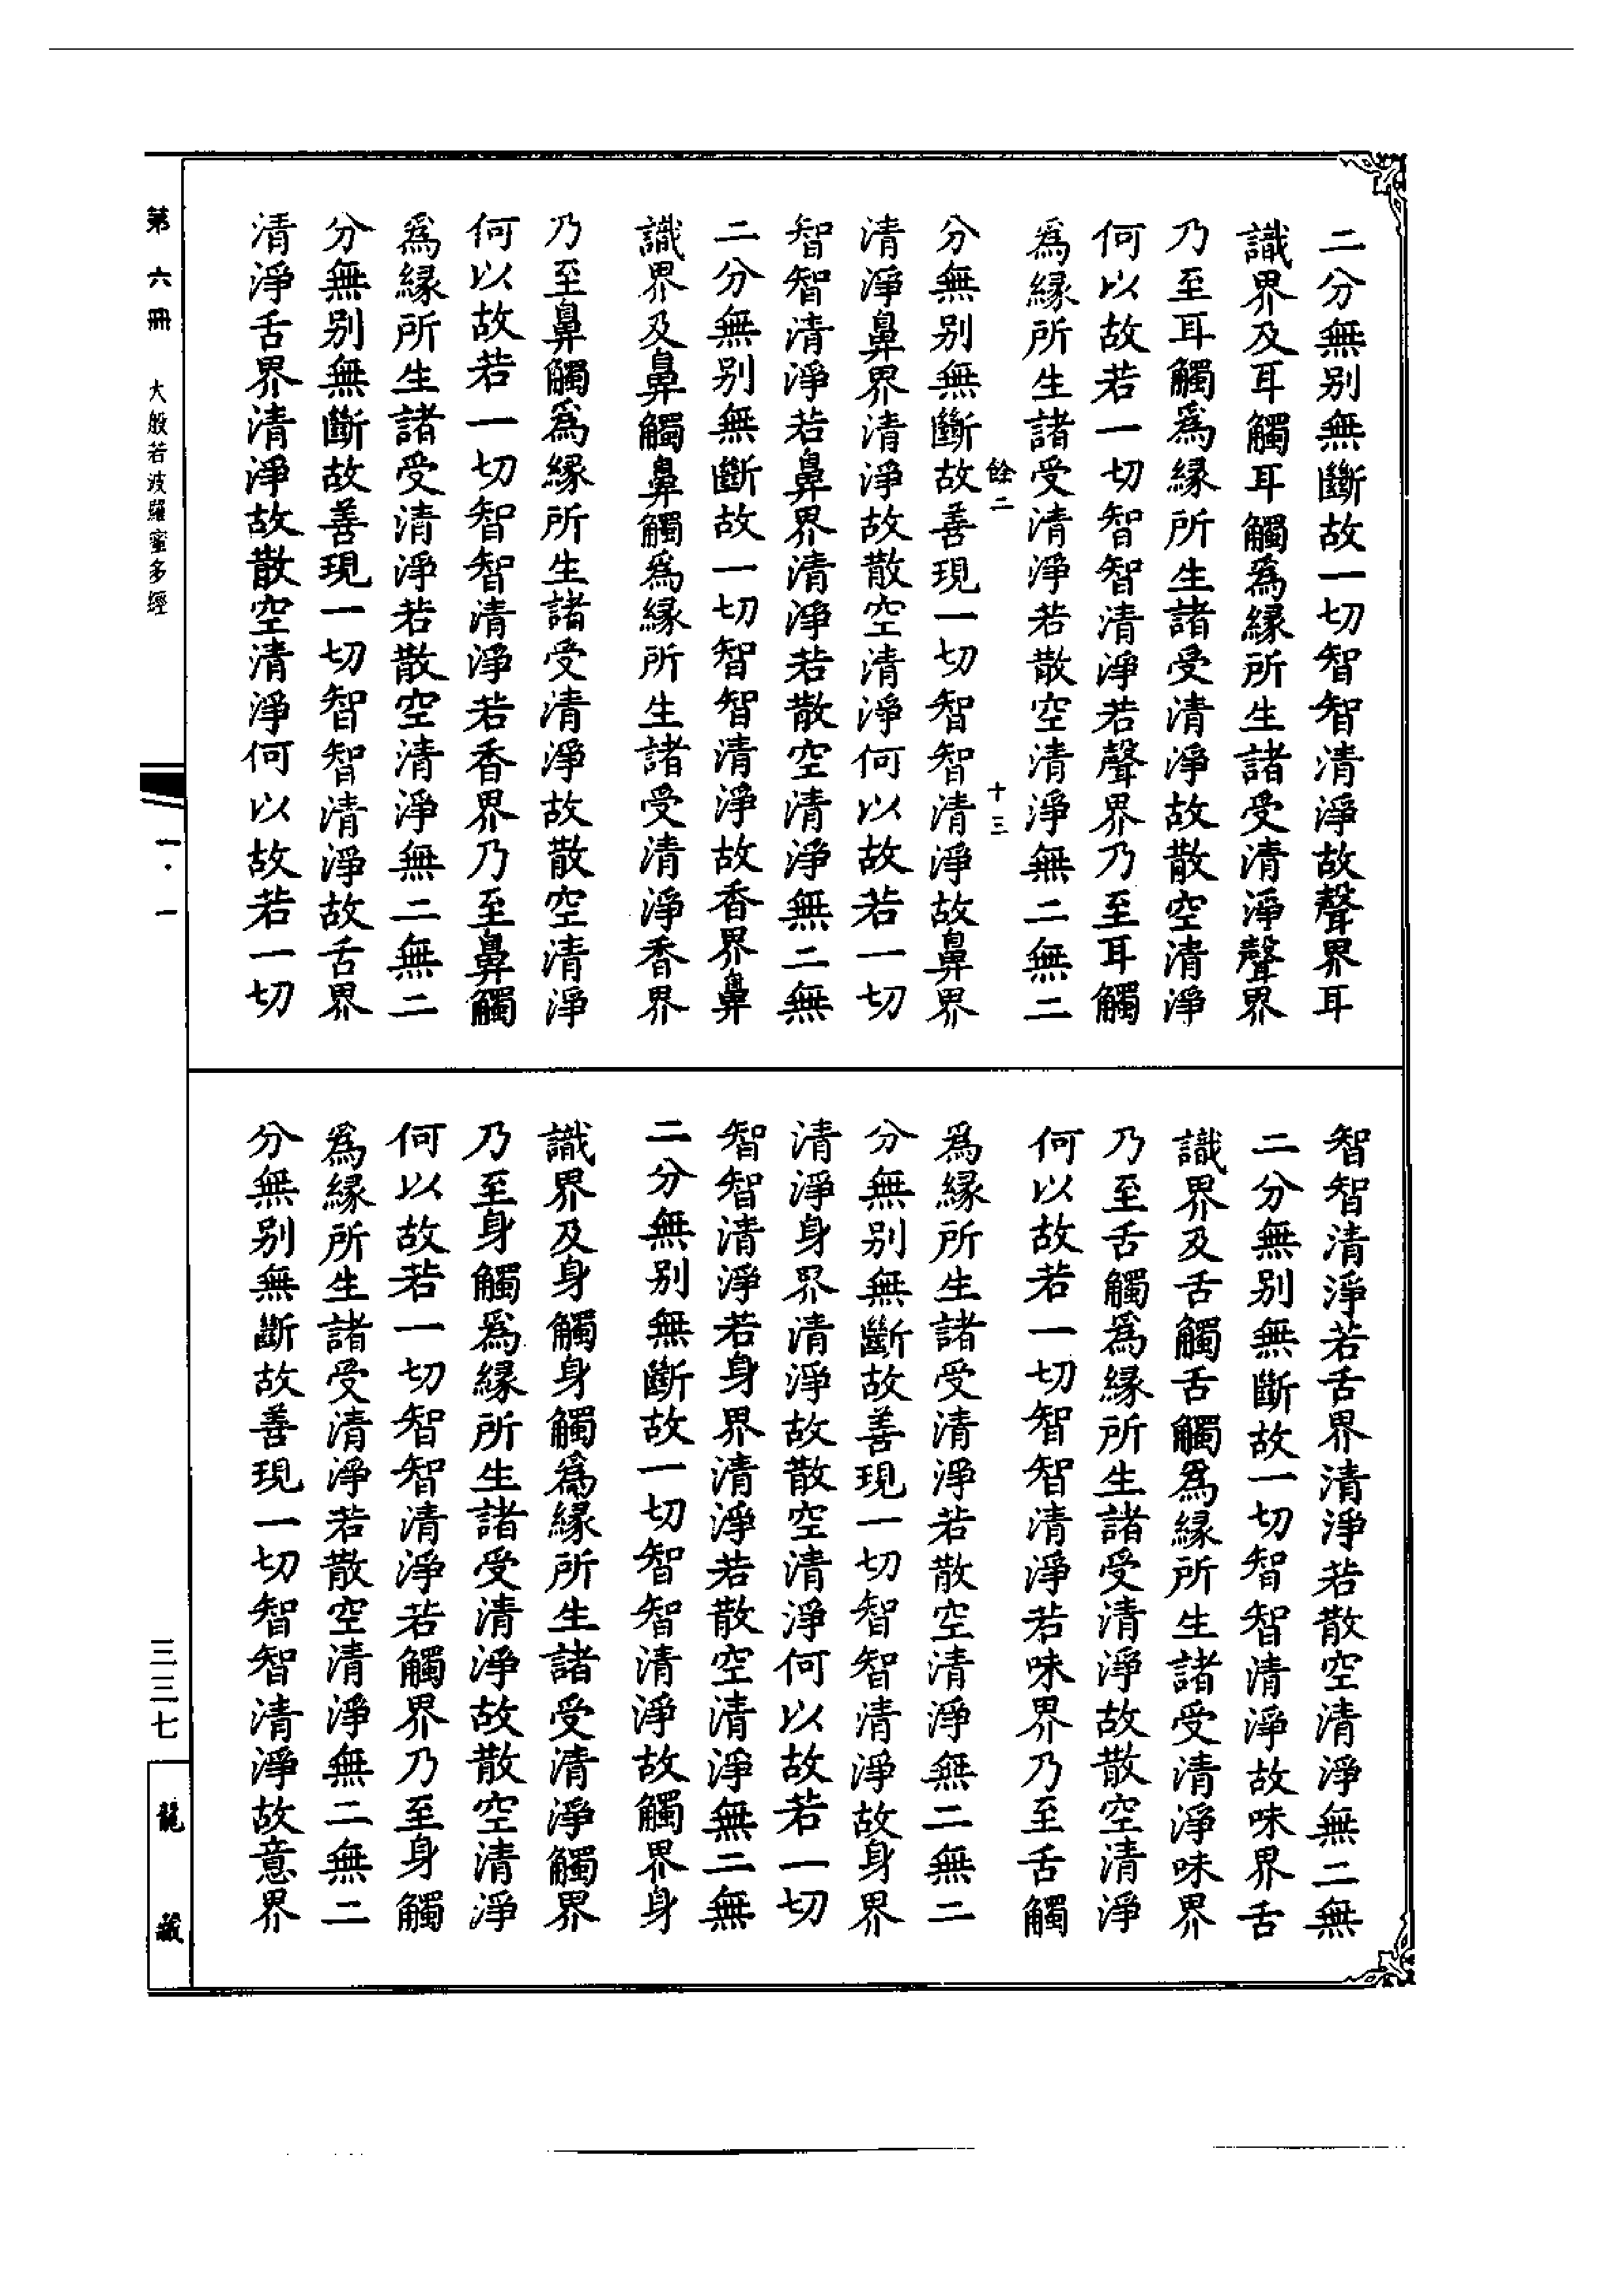 二分無別無斷故一切智智清淨故聲界耳
識界及耳觸耳觸為緣所生諸受清淨聲界
乃至耳觸為緣所生諸受清淨故散空清淨
何以故若一切智智清淨若聲界乃至耳觸
為緣所生諸受清淨若散空清淨無二無二
餘二
十三
分無別無斷故善現一切智智清淨故鼻界
清淨鼻界清淨故散空清淨何以故若一切
智智清淨若鼻界清淨若散空清淨無二無
二分無別無斷故一切智智清淨故香界鼻
識界及鼻觸鼻觸為緣所生諸受清淨香界
乃至鼻觸為緣所生諸受清淨故散空清淨
何以故若一切智智清淨若香界乃至鼻觸
為緣所生諸受清淨若散空清淨無二無二
分無別無斷故善現一切智智清淨故舌界
清淨舌界清淨故散空清淨何以故若一切
智智清淨若舌界清淨若散空清淨無二無
二分無別無斷故一切智智清淨故味界舌
識界及舌觸舌觸為緣所生諸受清淨味界
乃至舌觸為緣所生諸受清淨故散空清淨
何以故若一切智智清淨若味界乃至舌觸
為緣所生諸受清淨若散空清淨無二無二
分無別無斷故善現一切智智清淨故身界
清淨身界清淨故散空清淨何以故若一切
智智清淨若身界清淨若散空清淨無二無
二分無別無斷故一切智智清淨故觸界身
識界及身觸身觸為緣所生諸受清淨觸界
乃至身觸為緣所生諸受清淨故散空清淨
何以故若一切智智清淨若觸界乃至身觸
為緣所生諸受清淨若散空清淨無二無二
分無別無斷故善現一切智智清淨故意界
第六冊 大般若波羅蜜多經
一·一
三三七
龍藏